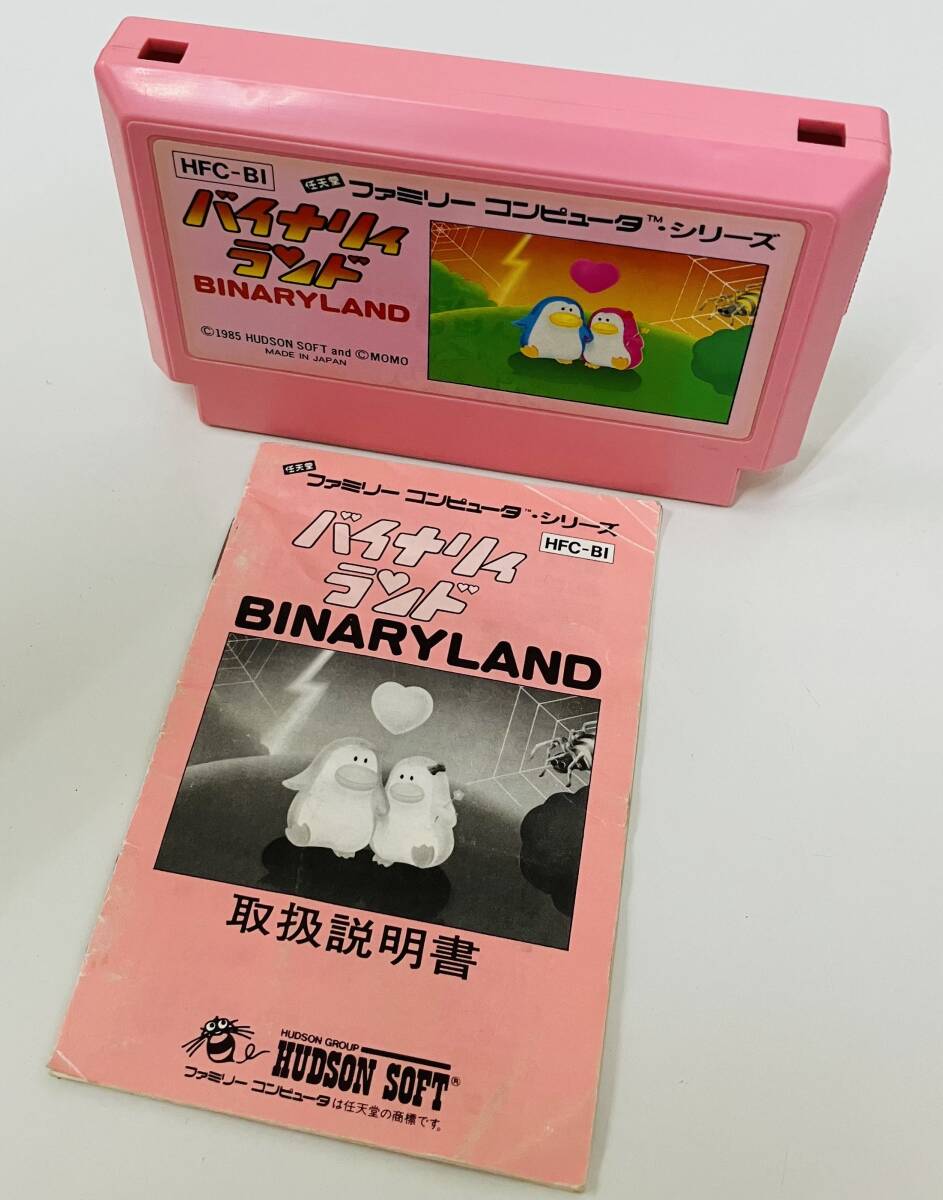 HFC-BI
任天堂 ファミリー コンピュータ™・シリーズ
バイナリィ
ランド
BINARYLAND
©1985 HUDSON SOFT and ©MOMO
MADE IN JAPAN
任天堂 ファミリー コンピュータ™・シリーズ
HFC-BI
バイナリィ
ランド
BINARYLAND
取扱説明書
HUDSON GROUP
HUDSON SOFT®
ファミリー コンピュータは任天堂の商標です。